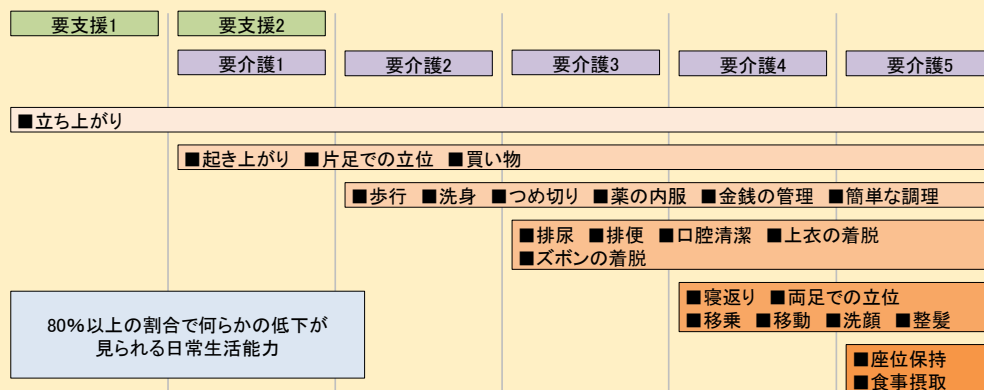 要支援1 要支援2
要介護1 要介護2 要介護3 要介護4 要介護5
■立ち上がり
■起き上がり ■片足での立位 ■買い物
■歩行 ■洗身 ■つめ切り ■薬の内服 ■金銭の管理 ■簡単な調理
■排尿 ■排便 ■口腔清潔 ■上衣の着脱
■ズボンの着脱
■寝返り ■両足での立位
■移乗 ■移動 ■洗顔 ■整髪
■座位保持
■食事摂取
80%以上の割合で何らかの低下が
見られる日常生活能力